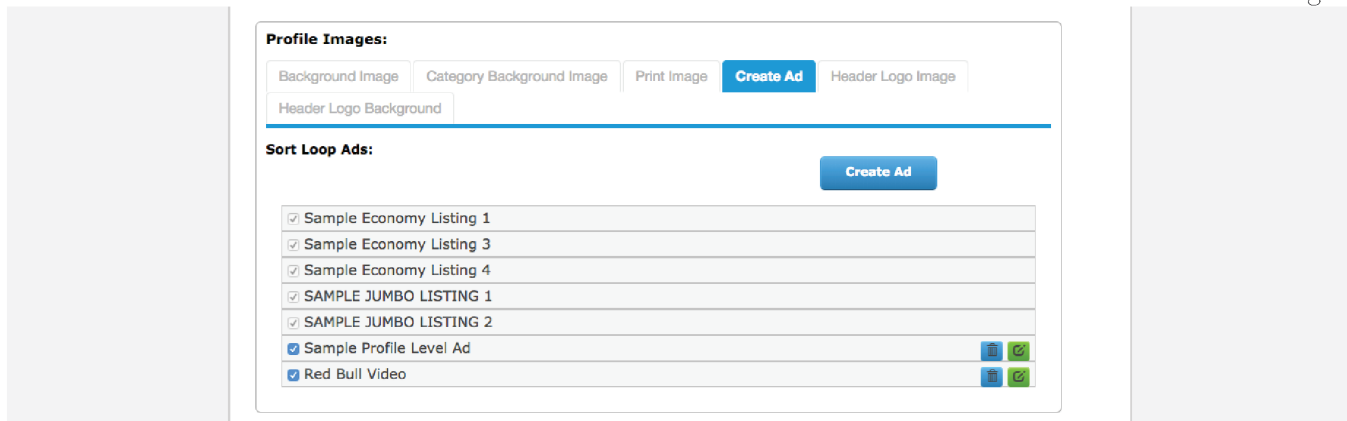 Profile Images:
Background Image Category Background Image Print Image Create Ad Header Logo Image
Header Logo Background
Sort Loop Ads:
Create Ad
Sample Economy Listing 1
Sample Economy Listing 3
Sample Economy Listing 4
SAMPLE JUMBO LISTING 1
SAMPLE JUMBO LISTING 2
Sample Profile Level Ad
Red Bull Video